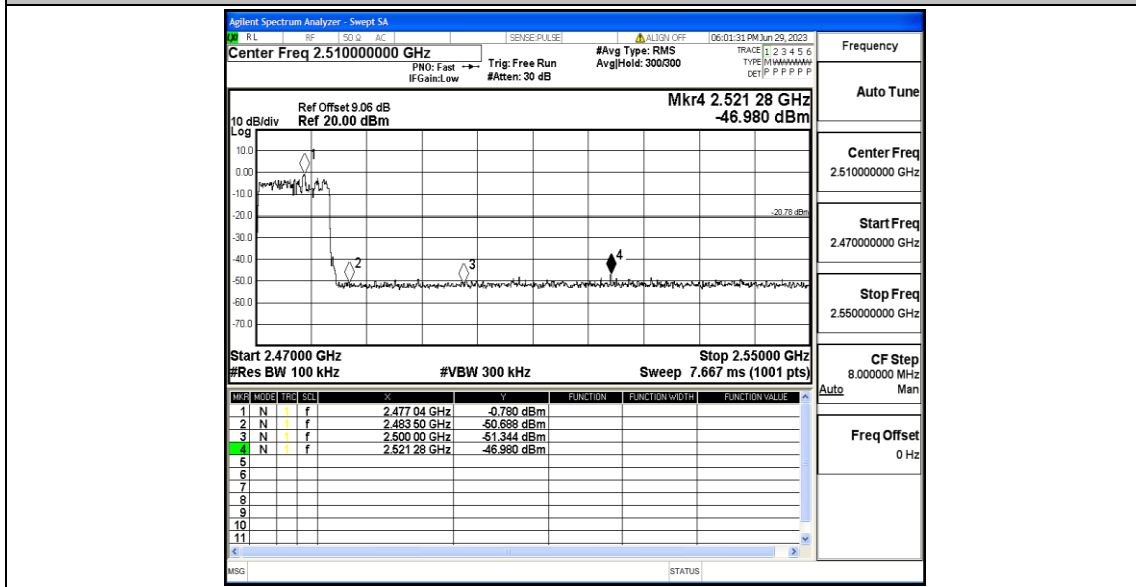 Agilent Spectrum Analyzer - Swept SA
RL RF 50 Ω AC SENSE:PULSE ALIGN OFF 06:01:31 PM Jun 29, 2023
Center Freq 2.510000000 GHz
PNO: Fast
IFGain:Low
Trig: Free Run
#Atten: 30 dB
#Avg Type: RMS
Avg|Hold: 300/300
TRACE 1 2 3 4 5 6
TYPE MWWWWW
DET P P P P P P
Ref Offset 9.06 dB
10 dB/div Ref 20.00 dBm
Log
Mkr4 2.521 28 GHz
-46.980 dBm
10.0
0.00
-10.0
-20.0
-30.0
-40.0
-50.0
-60.0
-70.0
1
2
3
4
-20.78 dBm
Start 2.47000 GHz Stop 2.55000 GHz
#Res BW 100 kHz #VBW 300 kHz Sweep 7.667 ms (1001 pts)
MKR MODE TRC SCL X Y FUNCTION FUNCTION WIDTH FUNCTION VALUE
1 N 1 f 2.477 04 GHz -0.780 dBm
2 N 1 f 2.483 50 GHz -50.688 dBm
3 N 1 f 2.500 00 GHz -51.344 dBm
4 N 1 f 2.521 28 GHz -46.980 dBm
5
6
7
8
9
10
11
MSG STATUS
Frequency
Auto Tune
Center Freq
2.510000000 GHz
Start Freq
2.470000000 GHz
Stop Freq
2.550000000 GHz
CF Step
8.000000 MHz
Auto Man
Freq Offset
0 Hz